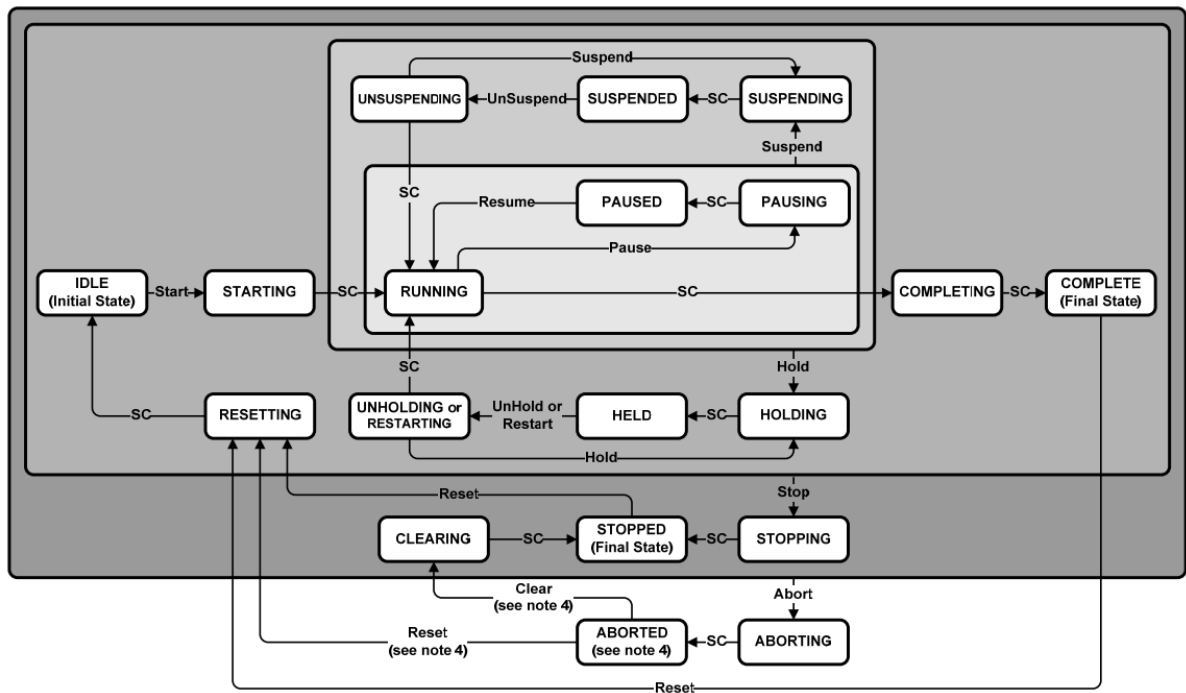 Suspend
UNSUSPENDING
UnSuspend
SUSPENDED
SC
SUSPENDING
Suspend
SC
Resume
PAUSED
SC
PAUSING
Pause
IDLE
(Initial State)
Start
STARTING
SC
RUNNING
SC
COMPLETING
SC
COMPLETE
(Final State)
SC
Hold
SC
RESETTING
UNHOLDING or
RESTARTING
UnHold or
Restart
HELD
SC
HOLDING
Hold
Reset
Stop
CLEARING
SC
STOPPED
(Final State)
SC
STOPPING
Clear
(see note 4)
Abort
Reset
(see note 4)
ABORTED
(see note 4)
SC
ABORTING
Reset